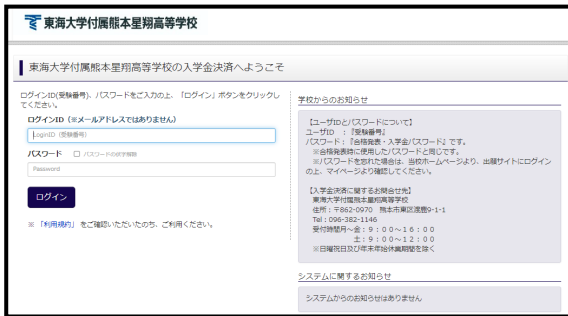 東海大学付属熊本星翔高等学校
東海大学付属熊本星翔高等学校の入学金決済へようこそ
ログインID(受験番号)、パスワードをご入力の上、「ログイン」ボタンをクリックし
てください。
ログインID（※メールアドレスではありません）
LoginID（受験番号）
パスワード □ パスワードの伏字解除
Password
ログイン
※ 「利用規約」 をご確認いただいたのち、ご利用ください。
学校からのお知らせ
【ユーザIDとパスワードについて】
ユーザID ：『受験番号』
パスワード：『合格発表・入学金パスワード』です。
※合格発表時に使用したパスワードと同じです。
※パスワードを忘れた場合は、当校ホームページより、出願サイトにログイン
の上、マイページより確認してください。
【入学金決済に関するお問合せ先】
東海大学付属熊本星翔高等学校
住所：〒862-0970 熊本市東区渡鹿9-1-1
Tel：096-382-1146
受付時間月～金：９：００～１６：００
土：９：００～１２：００
※日曜祝日及び年末年始休業期間を除く
システムに関するお知らせ
システムからのお知らせはありません